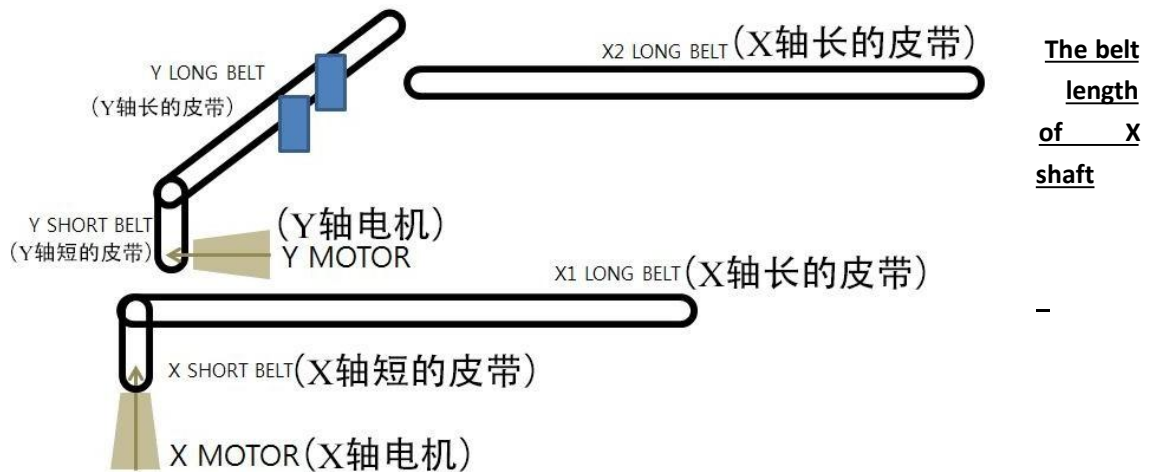 X2 LONG BELT(X轴长的皮带)
Y LONG BELT
(Y轴长的皮带)
Y SHORT BELT
(Y轴短的皮带)
(Y轴电机)
Y MOTOR
X1 LONG BELT(X轴长的皮带)
X SHORT BELT(X轴短的皮带)
X MOTOR(X轴电机)
The belt
length
of X
shaft